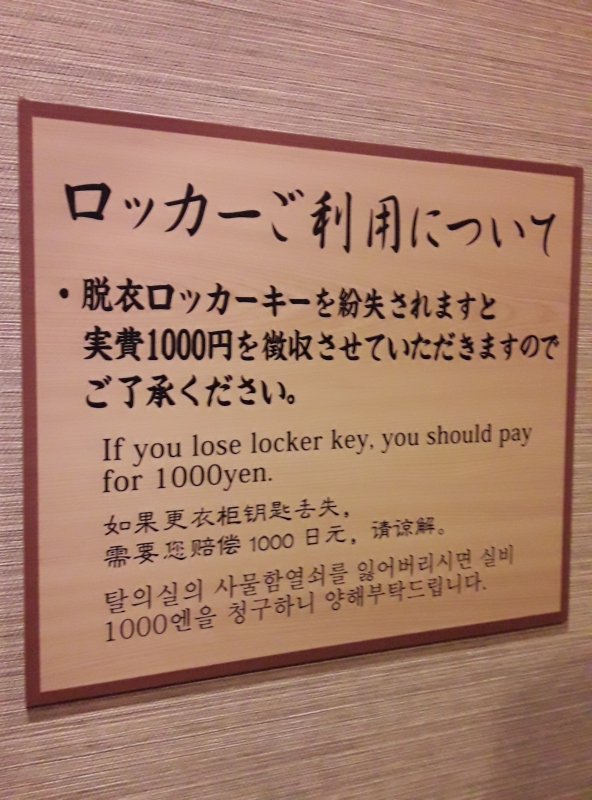 ロッカーご利用について
・脱衣ロッカーキーを紛失されますと
実費1000円を徴収させていただきますので
ご了承ください。
If you lose locker key, you should pay
for 1000yen.
如果更衣柜钥匙丢失，
需要您赔偿 1000 日元，请谅解。
탈의실의 사물함열쇠를 잃어버리시면 실비
1000엔을 청구하니 양해부탁드립니다.